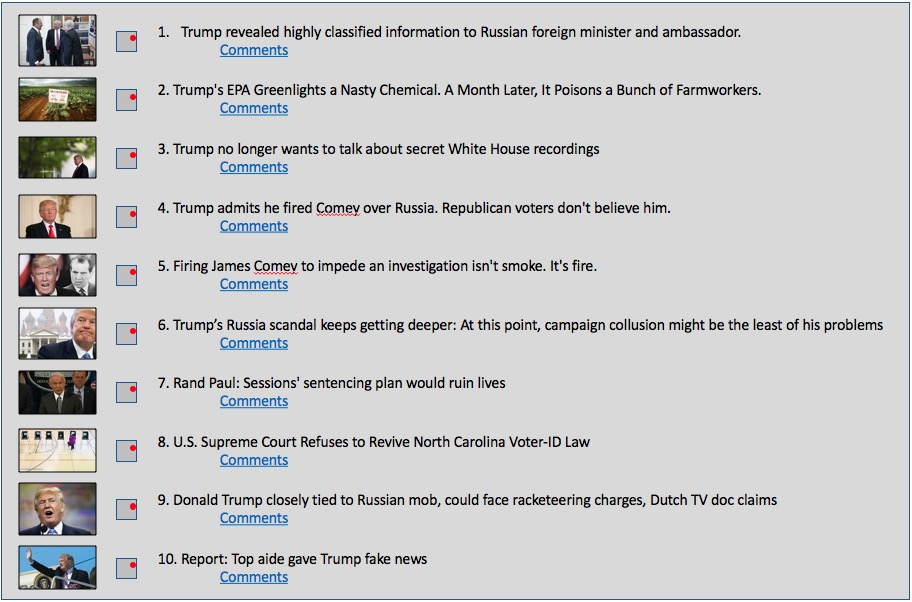 1. Trump revealed highly classified information to Russian foreign minister and ambassador.
Comments
2. Trump's EPA Greenlights a Nasty Chemical. A Month Later, It Poisons a Bunch of Farmworkers.
Comments
3. Trump no longer wants to talk about secret White House recordings
Comments
4. Trump admits he fired Comey over Russia. Republican voters don't believe him.
Comments
5. Firing James Comey to impede an investigation isn't smoke. It's fire.
Comments
6. Trump’s Russia scandal keeps getting deeper: At this point, campaign collusion might be the least of his problems
Comments
7. Rand Paul: Sessions' sentencing plan would ruin lives
Comments
8. U.S. Supreme Court Refuses to Revive North Carolina Voter-ID Law
Comments
9. Donald Trump closely tied to Russian mob, could face racketeering charges, Dutch TV doc claims
Comments
10. Report: Top aide gave Trump fake news
Comments